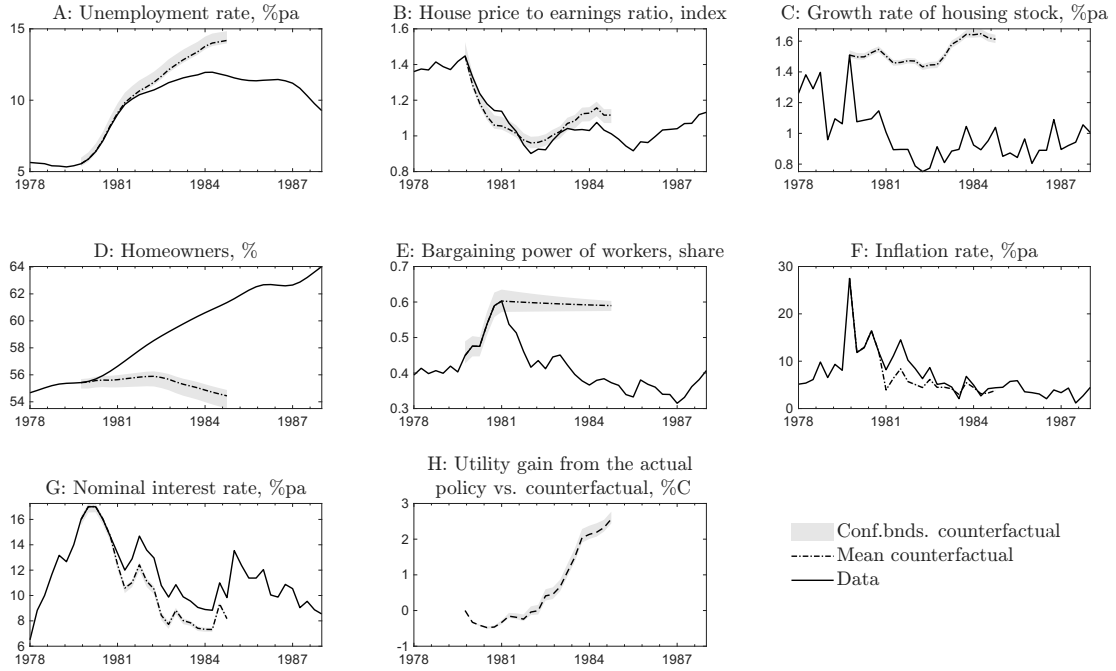 A: Unemployment rate, %pa
15
10
5
1978 1981 1984 1987
B: House price to earnings ratio, index
1.6
1.4
1.2
1
0.8
1978 1981 1984 1987
C: Growth rate of housing stock, %pa
1.6
1.4
1.2
1
0.8
1978 1981 1984 1987
D: Homeowners, %
64
62
60
58
56
54
1978 1981 1984 1987
E: Bargaining power of workers, share
0.7
0.6
0.5
0.4
0.3
1978 1981 1984 1987
F: Inflation rate, %pa
30
20
10
0
1978 1981 1984 1987
G: Nominal interest rate, %pa
16
14
12
10
8
6
1978 1981 1984 1987
H: Utility gain from the actual
policy vs. counterfactual, %C
3
2
1
0
-1
1978 1981 1984 1987
Conf.bnds. counterfactual
Mean counterfactual
Data